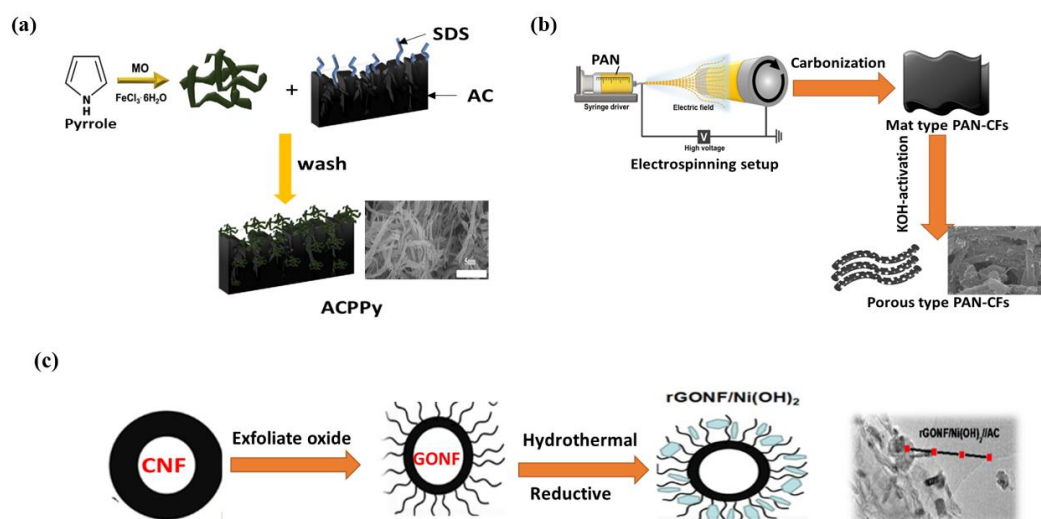 (a)
SDS
MO
FeCl₃·6H₂O
N
H
Pyrrole
+
AC
wash
ACPPy
(b)
PAN
Syringe driver
Electric field
V
High voltage
Electrospinning setup
Carbonization
Mat type PAN-CFs
KOH-activation
Porous type PAN-CFs
(c)
CNF
Exfoliate oxide
GONF
Hydrothermal
Reductive
rGONF/Ni(OH)₂
rGONF/Ni(OH)₂//AC